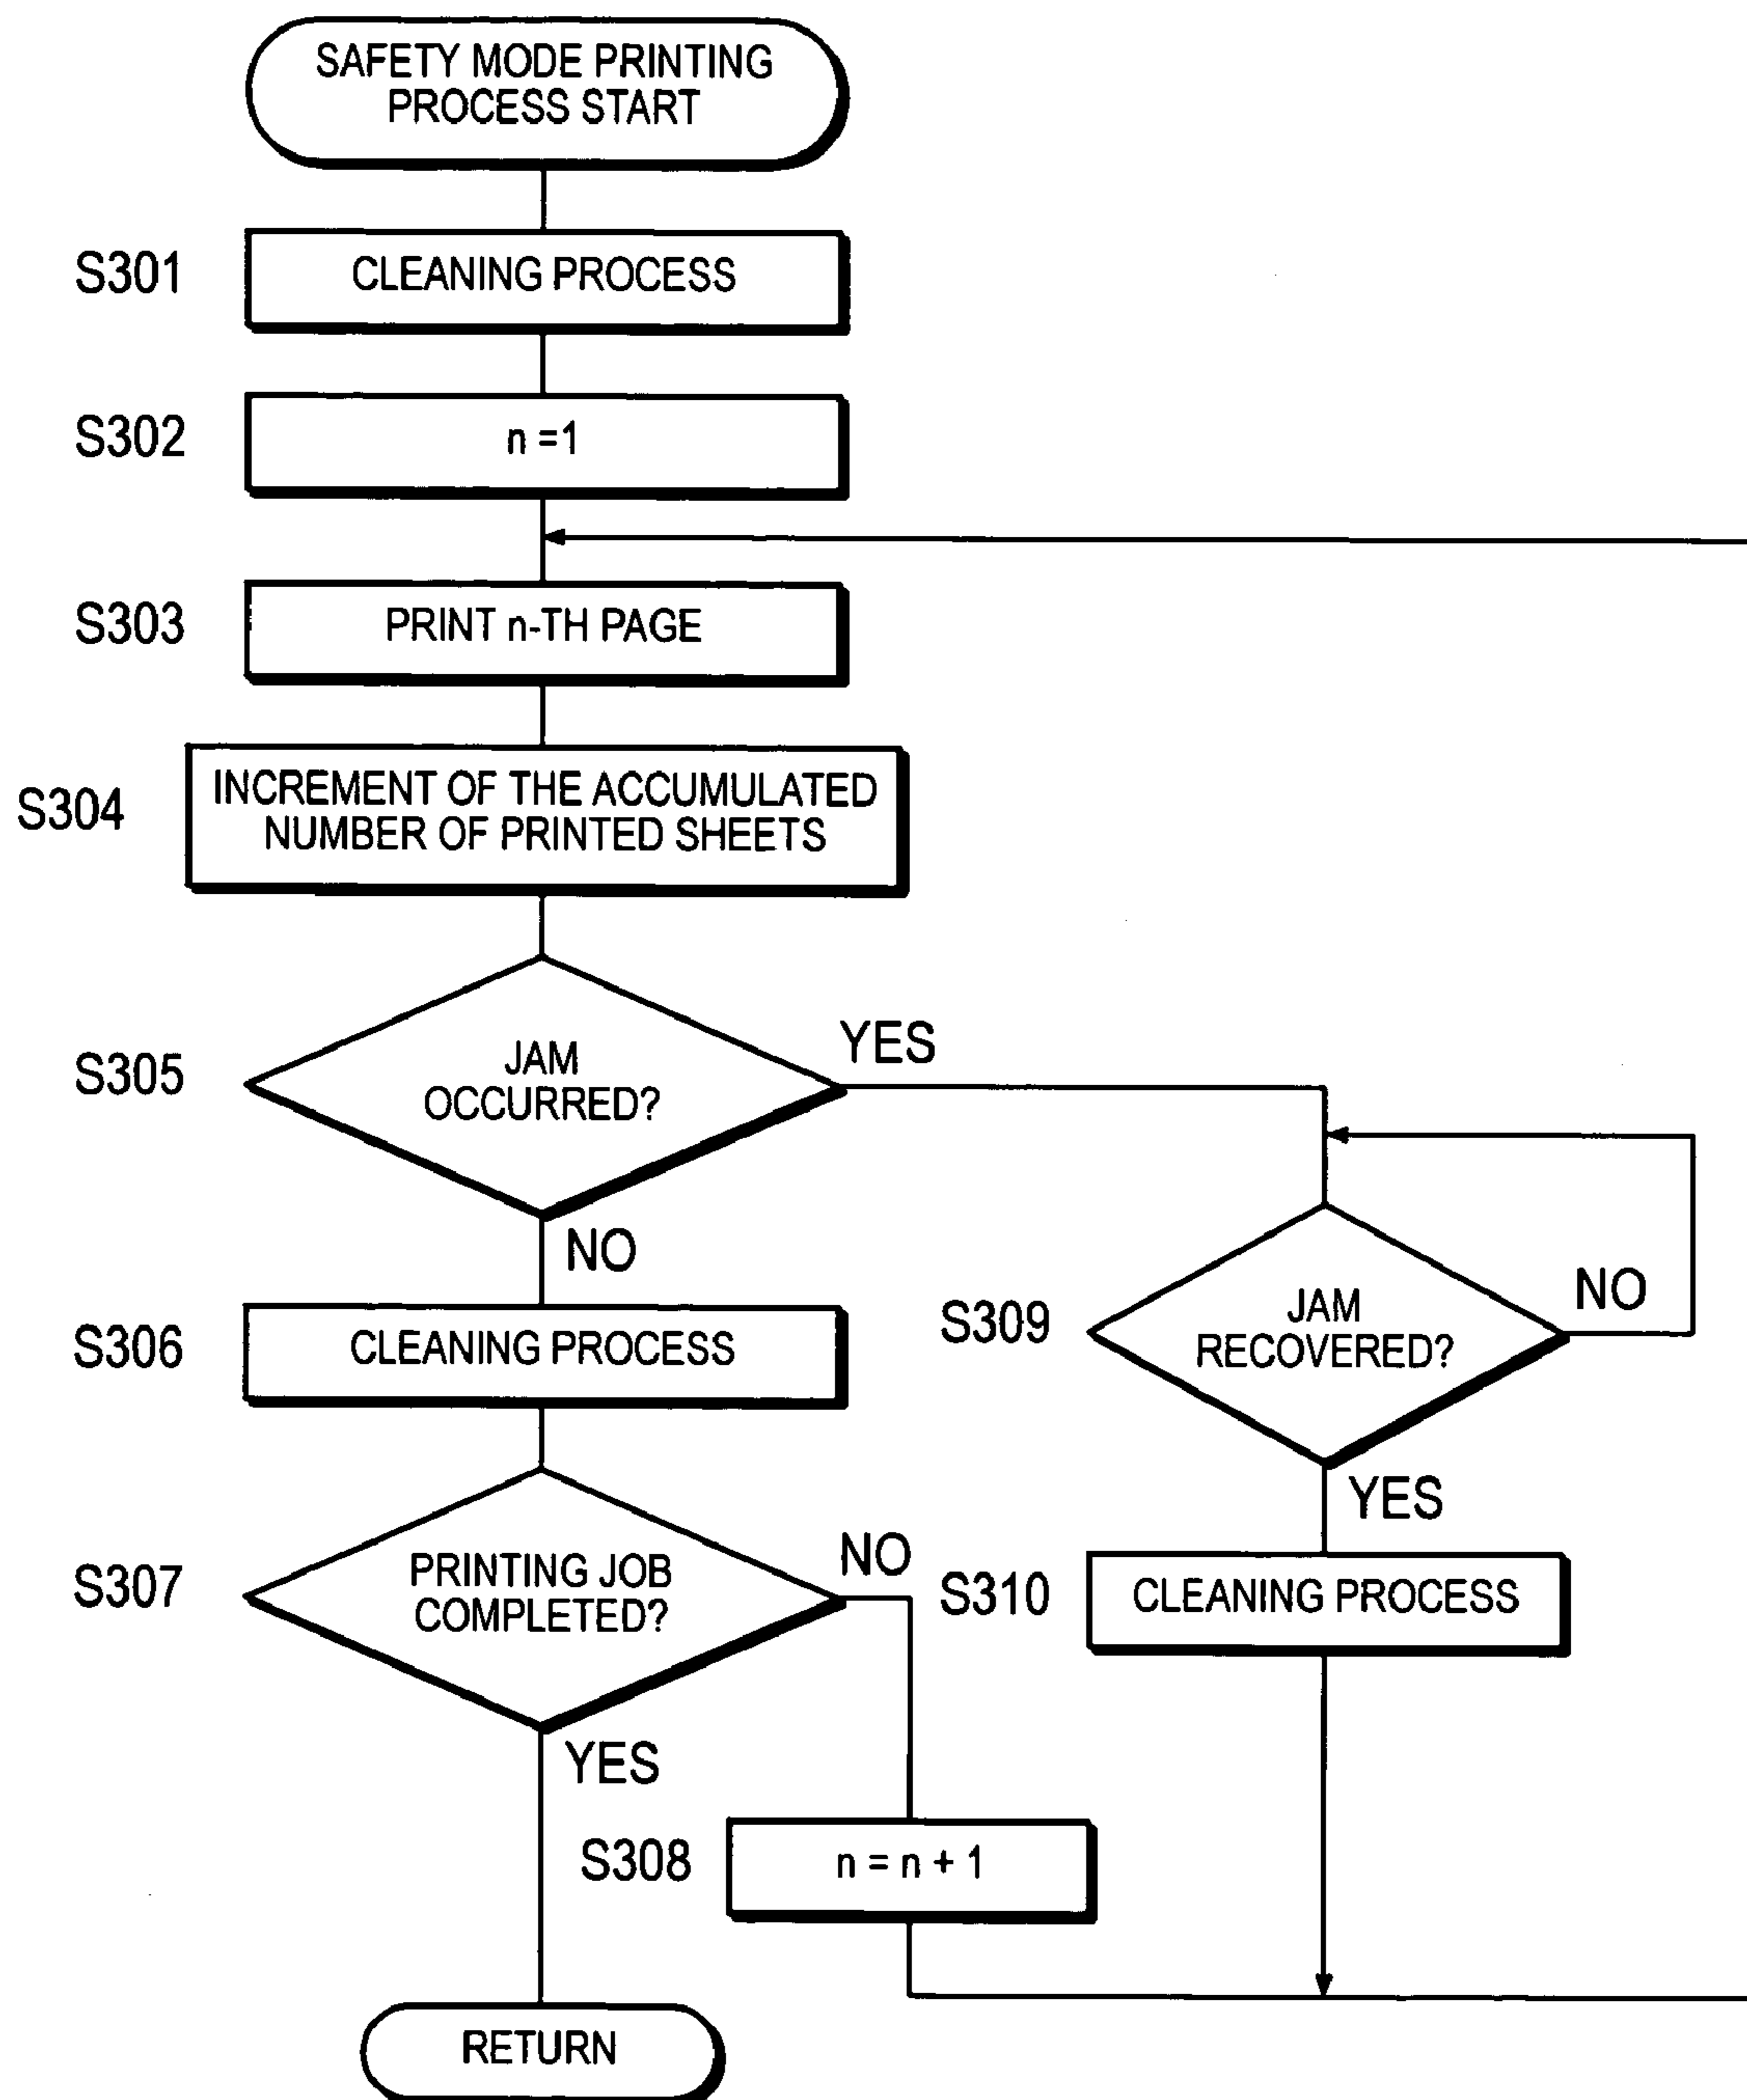 SAFETY MODE PRINTING
PROCESS START
S301
CLEANING PROCESS
S302
n =1
S303
PRINT n-TH PAGE
S304
INCREMENT OF THE ACCUMULATED
NUMBER OF PRINTED SHEETS
S305
JAM
OCCURRED?
YES
NO
S306
CLEANING PROCESS
S309
JAM
RECOVERED?
NO
YES
S307
PRINTING JOB
COMPLETED?
NO
YES
S310
CLEANING PROCESS
S308
n = n + 1
RETURN